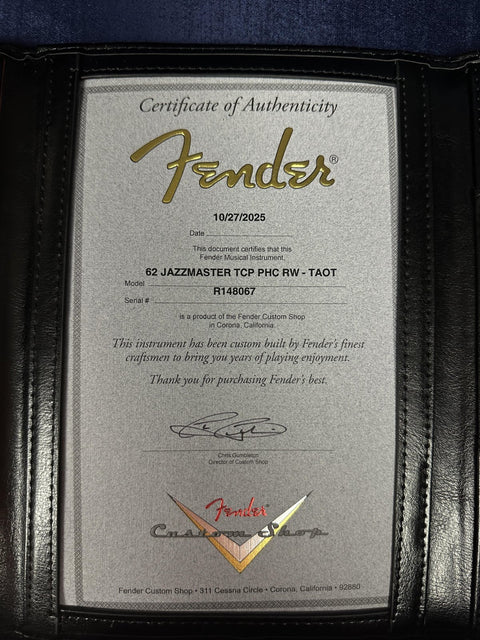 Certificate of Authenticity
Fender®
10/27/2025
Date
This document certifies that this
Fender Musical Instrument.
62 JAZZMASTER TCP PHC RW - TAOT
Model
R148067
Serial #
is a product of the Fender Custom Shop
in Corona, California.
This instrument has been custom built by Fender's finest
craftsmen to bring you years of playing enjoyment.
Thank you for purchasing Fender's best.
Chris Gumbleton
Director of Custom Shop
Fender
Custom Shop
Fender Custom Shop • 311 Cessna Circle • Corona, California • 92880